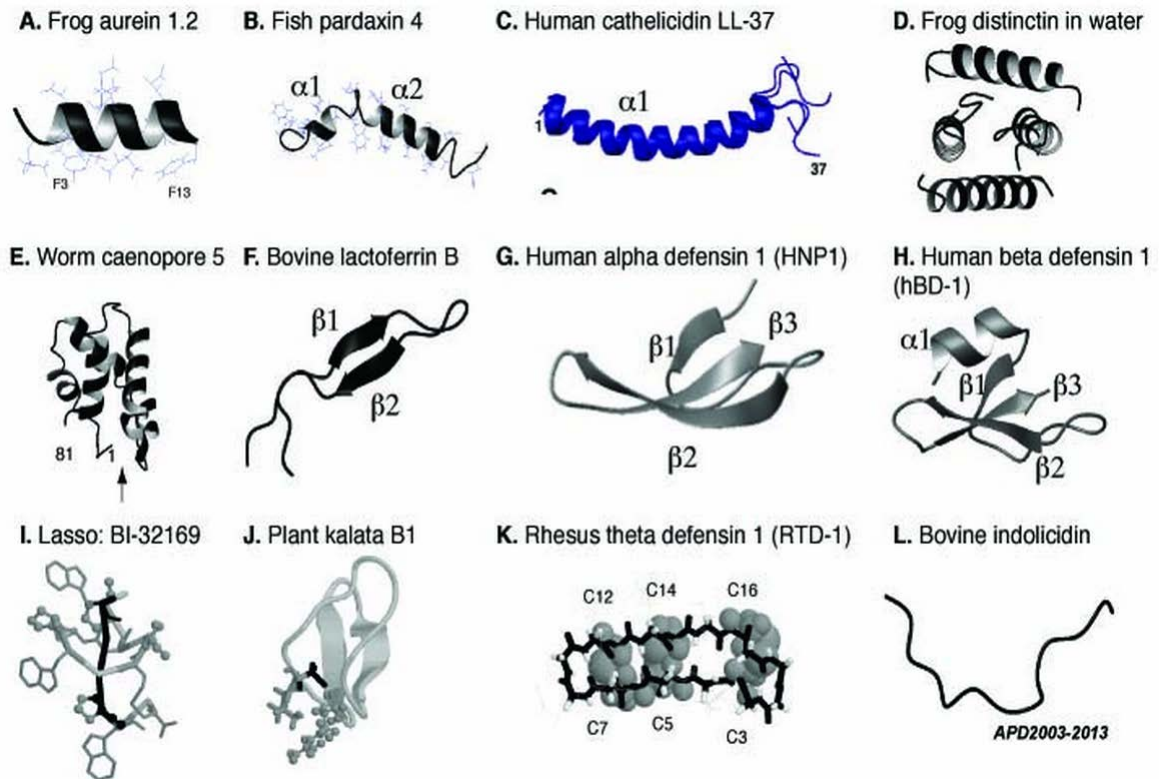 A. Frog aurein 1.2
B. Fish pardaxin 4
C. Human cathelicidin LL-37
D. Frog distinctin in water
F3
F13
α1
α2
α1
1
37
E. Worm caenopore 5
F. Bovine lactoferrin B
G. Human alpha defensin 1 (HNP1)
H. Human beta defensin 1
(hBD-1)
81
1
β1
β2
β1
β3
β2
α1
β1
β3
β2
I. Lasso: BI-32169
J. Plant kalata B1
K. Rhesus theta defensin 1 (RTD-1)
L. Bovine indolicidin
C12
C14
C16
C7
C5
C3
APD2003-2013